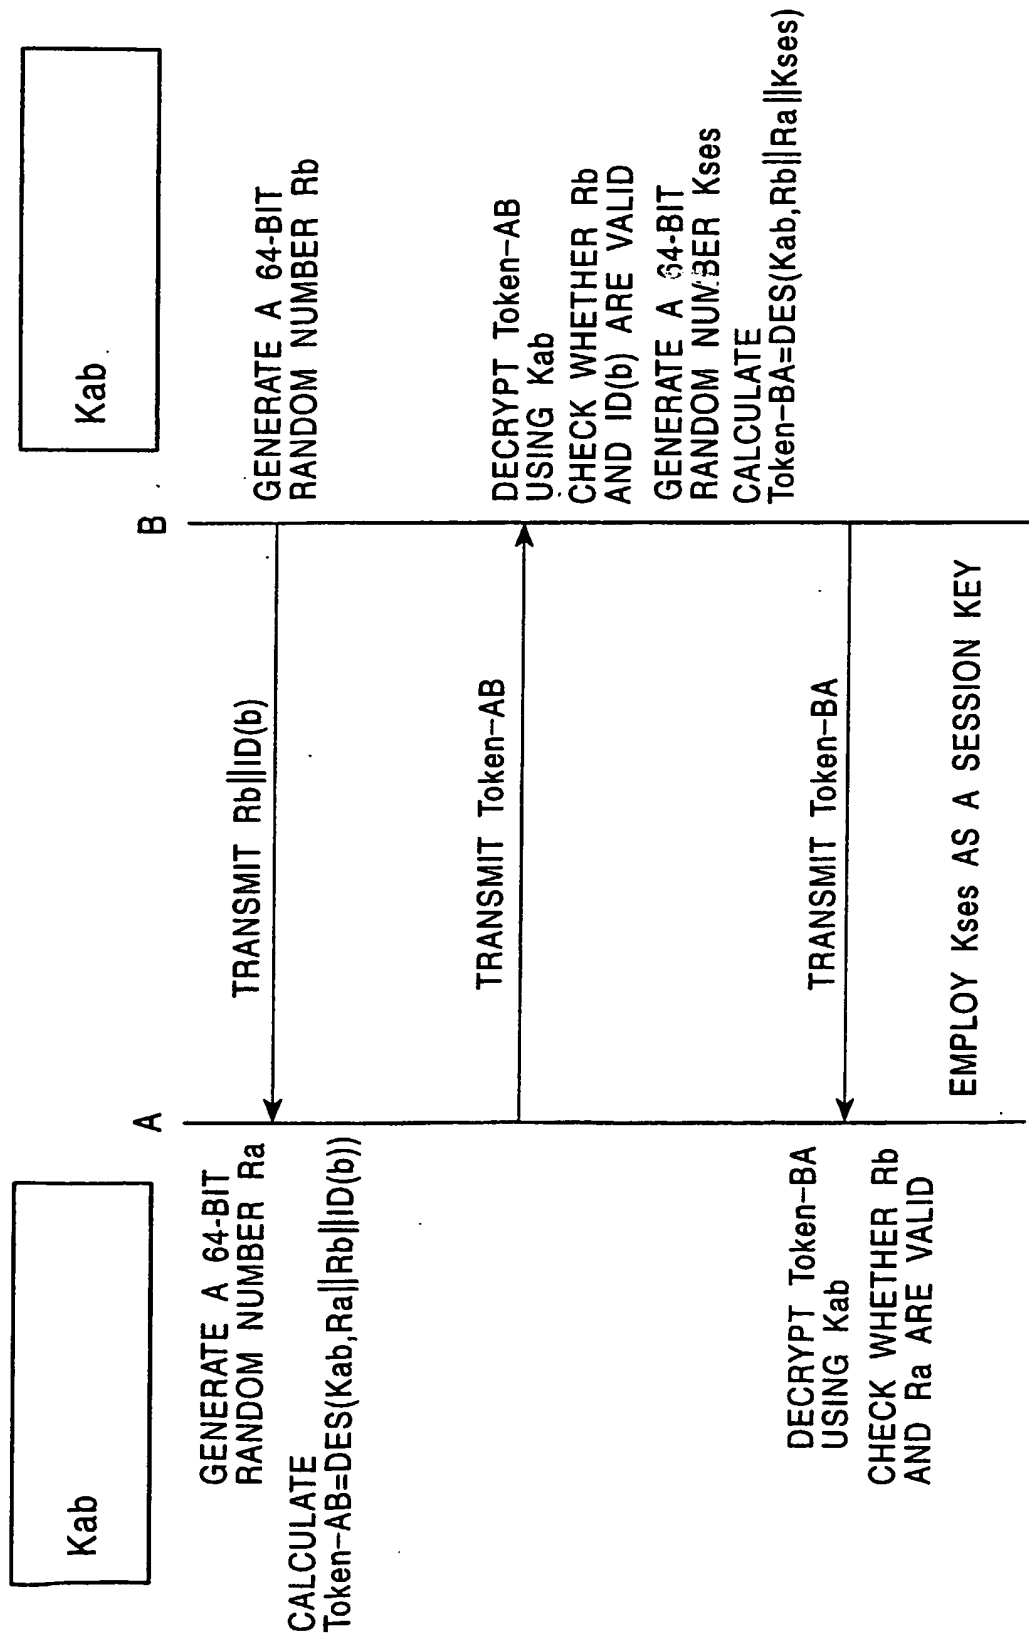 Kab
Kab
A
B
GENERATE A 64-BIT
RANDOM NUMBER Rb
TRANSMIT Rb||ID(b)
GENERATE A 64-BIT
RANDOM NUMBER Ra
CALCULATE
Token-AB=DES(Kab,Ra||Rb||ID(b))
TRANSMIT Token-AB
DECRYPT Token-AB
USING Kab
CHECK WHETHER Rb
AND ID(b) ARE VALID
GENERATE A 64-BIT
RANDOM NUMBER Kses
CALCULATE
Token-BA=DES(Kab,Rb||Ra||Kses)
TRANSMIT Token-BA
DECRYPT Token-BA
USING Kab
CHECK WHETHER Rb
AND Ra ARE VALID
EMPLOY Kses AS A SESSION KEY